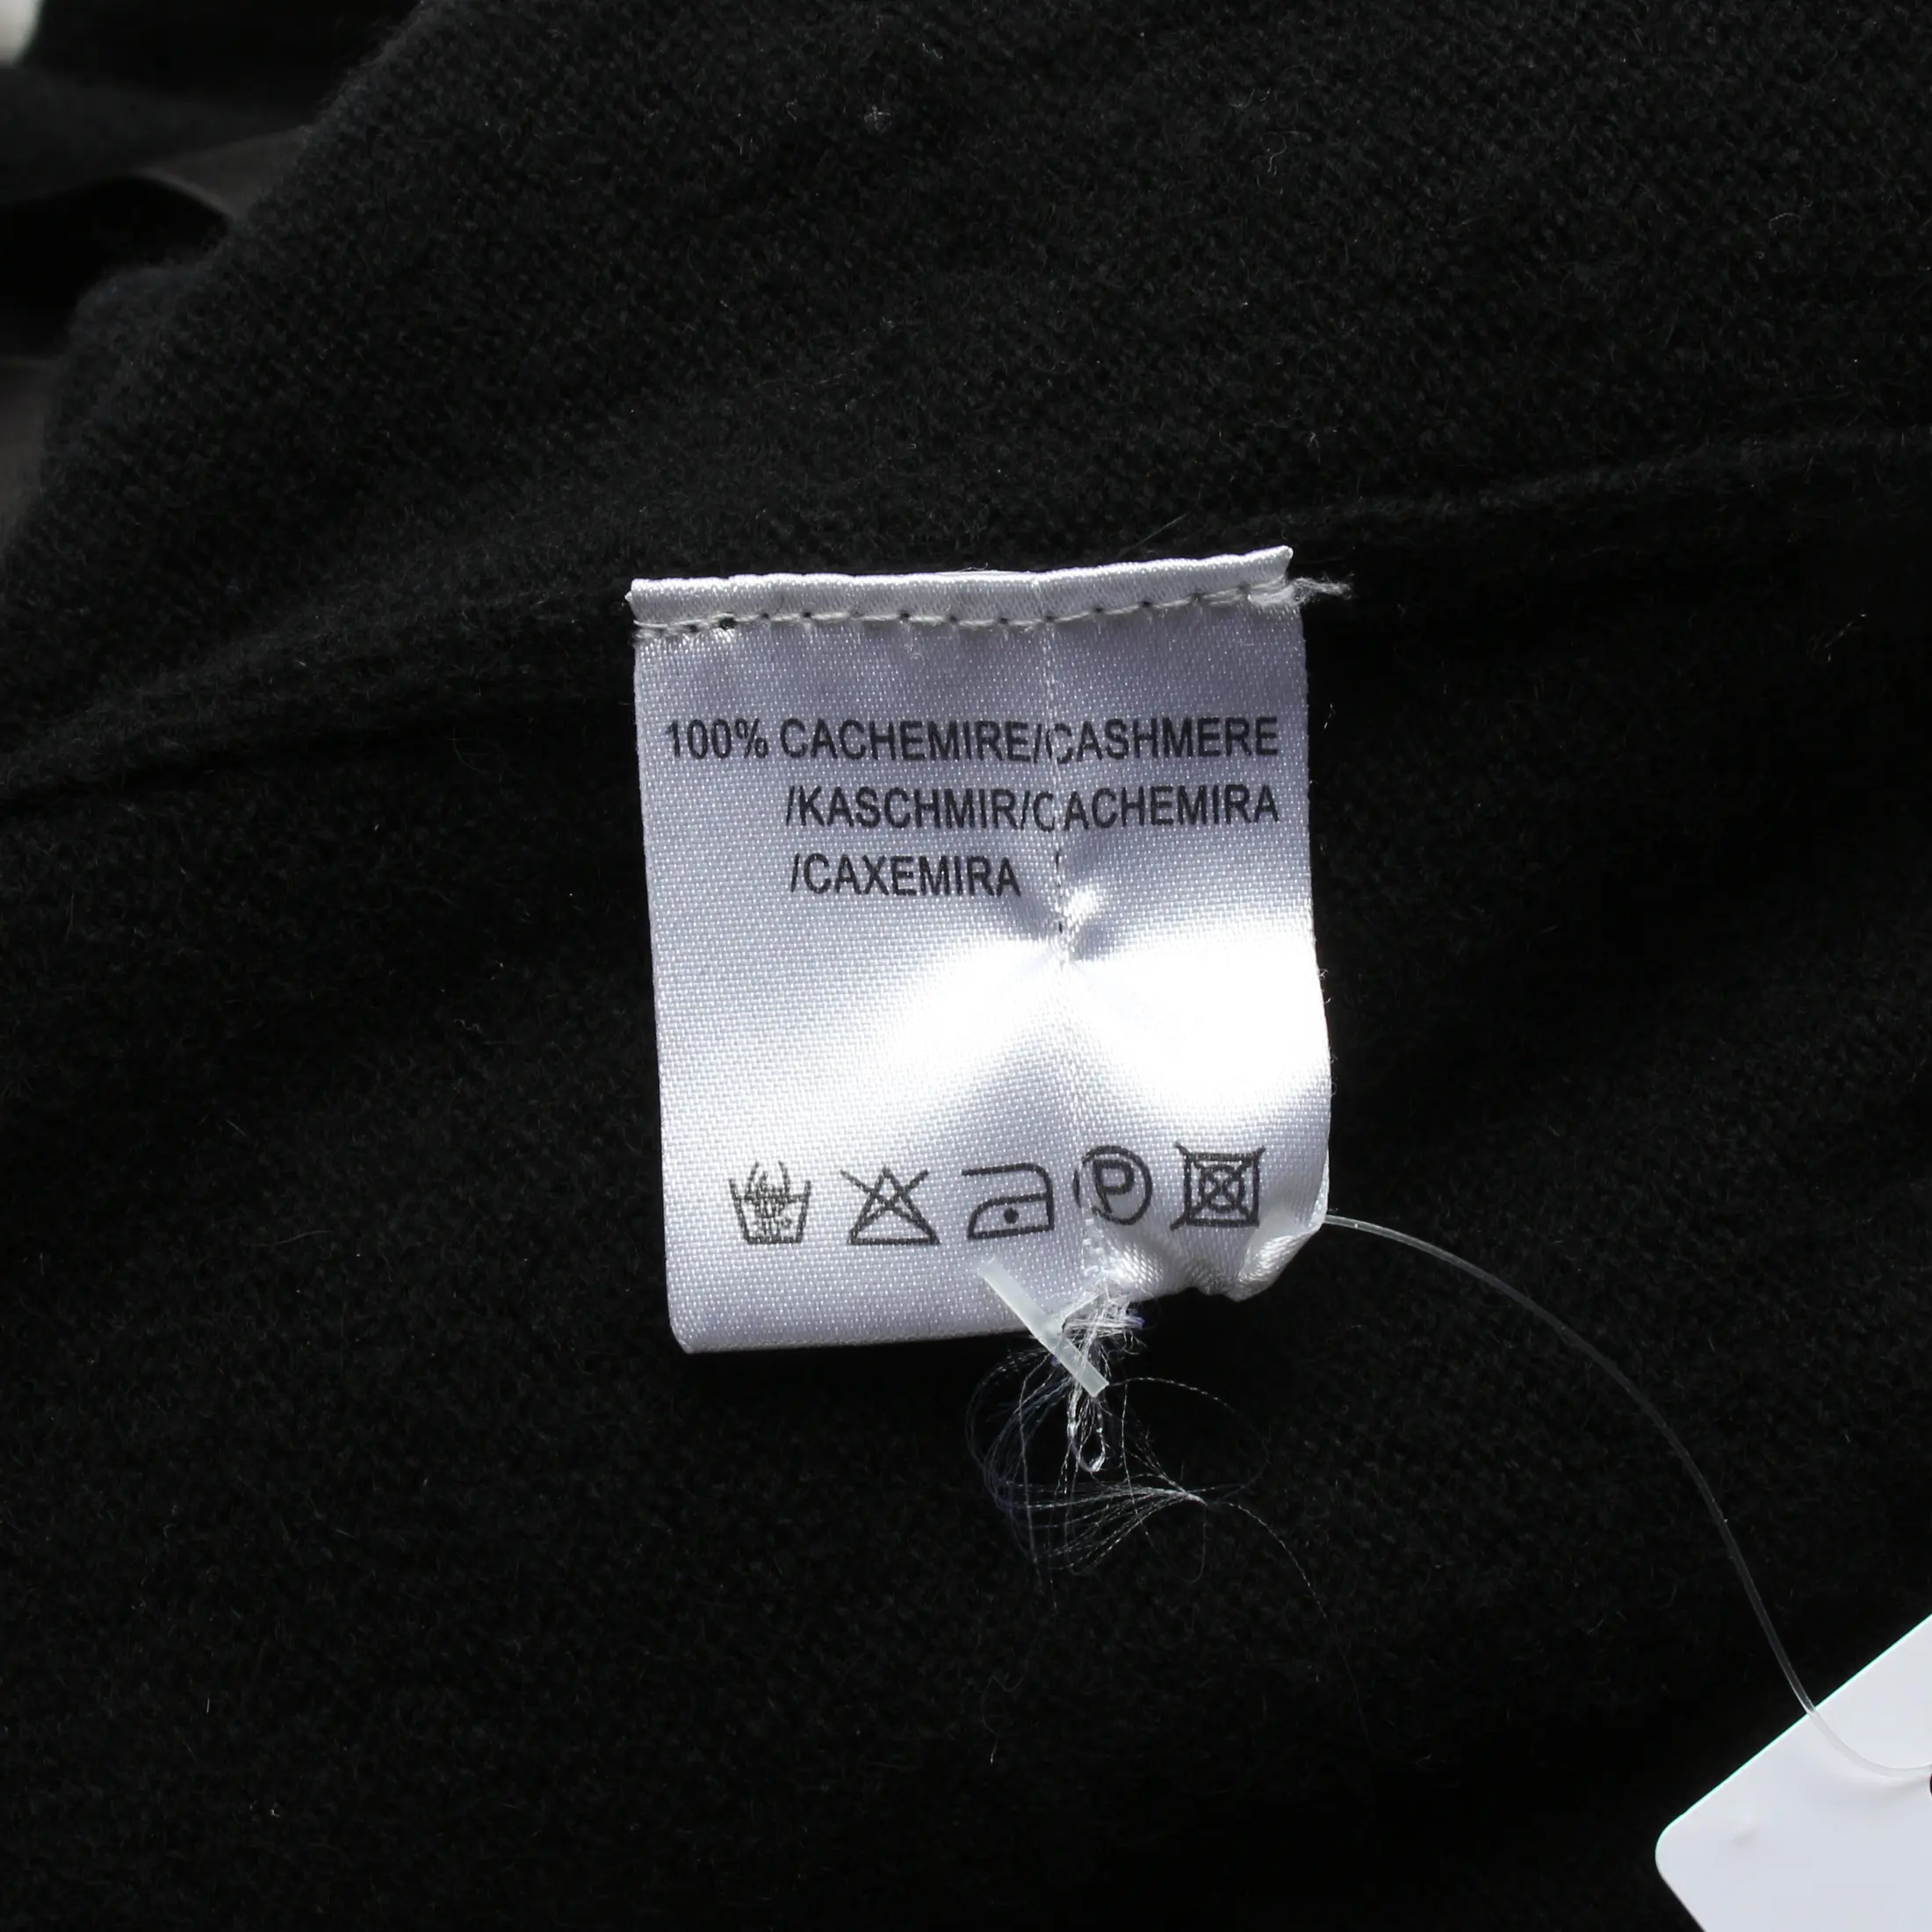 100% CACHEMIRE/CASHMERE
/KASCHMIR/CACHEMIRA
/CAXEMIRA
P